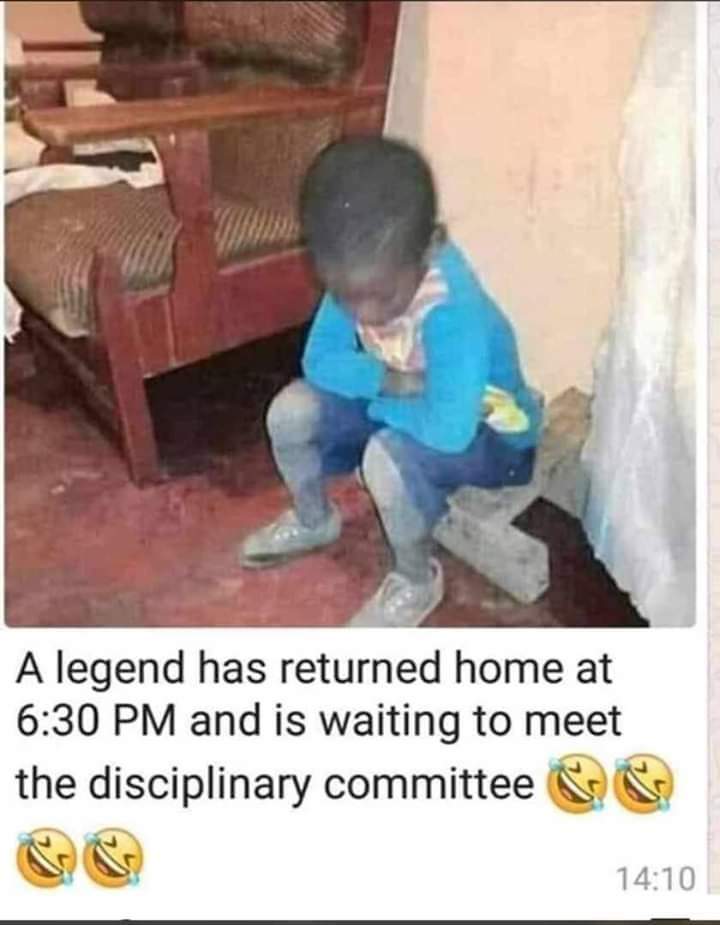 A legend has returned home at
6:30 PM and is waiting to meet
the disciplinary committee 🤣🤣
🤣🤣
14:10